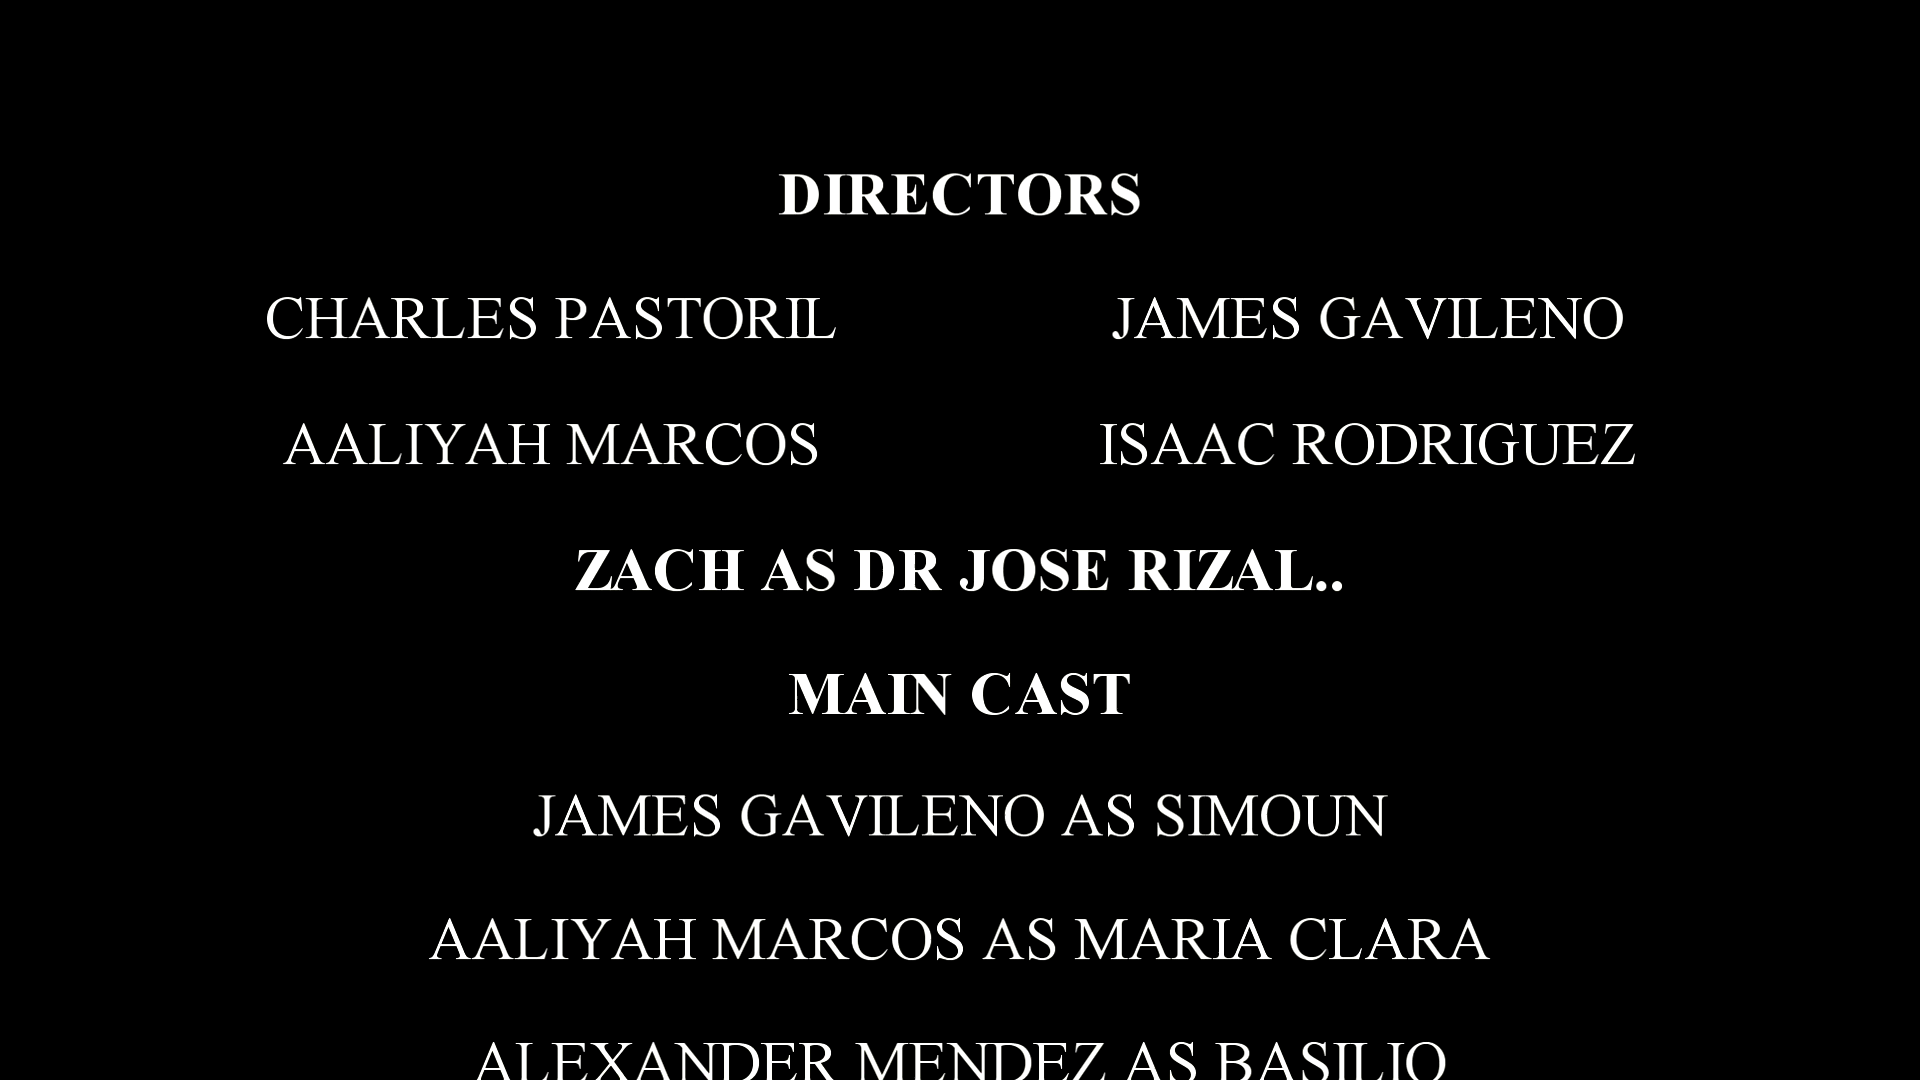 DIRECTORS
CHARLES PASTORIL JAMES GAVILENO
AALIYAH MARCOS ISAAC RODRIGUEZ
ZACH AS DR JOSE RIZAL..
MAIN CAST
JAMES GAVILENO AS SIMOUN
AALIYAH MARCOS AS MARIA CLARA
ALEXANDER MENDEZ AS BASILIO